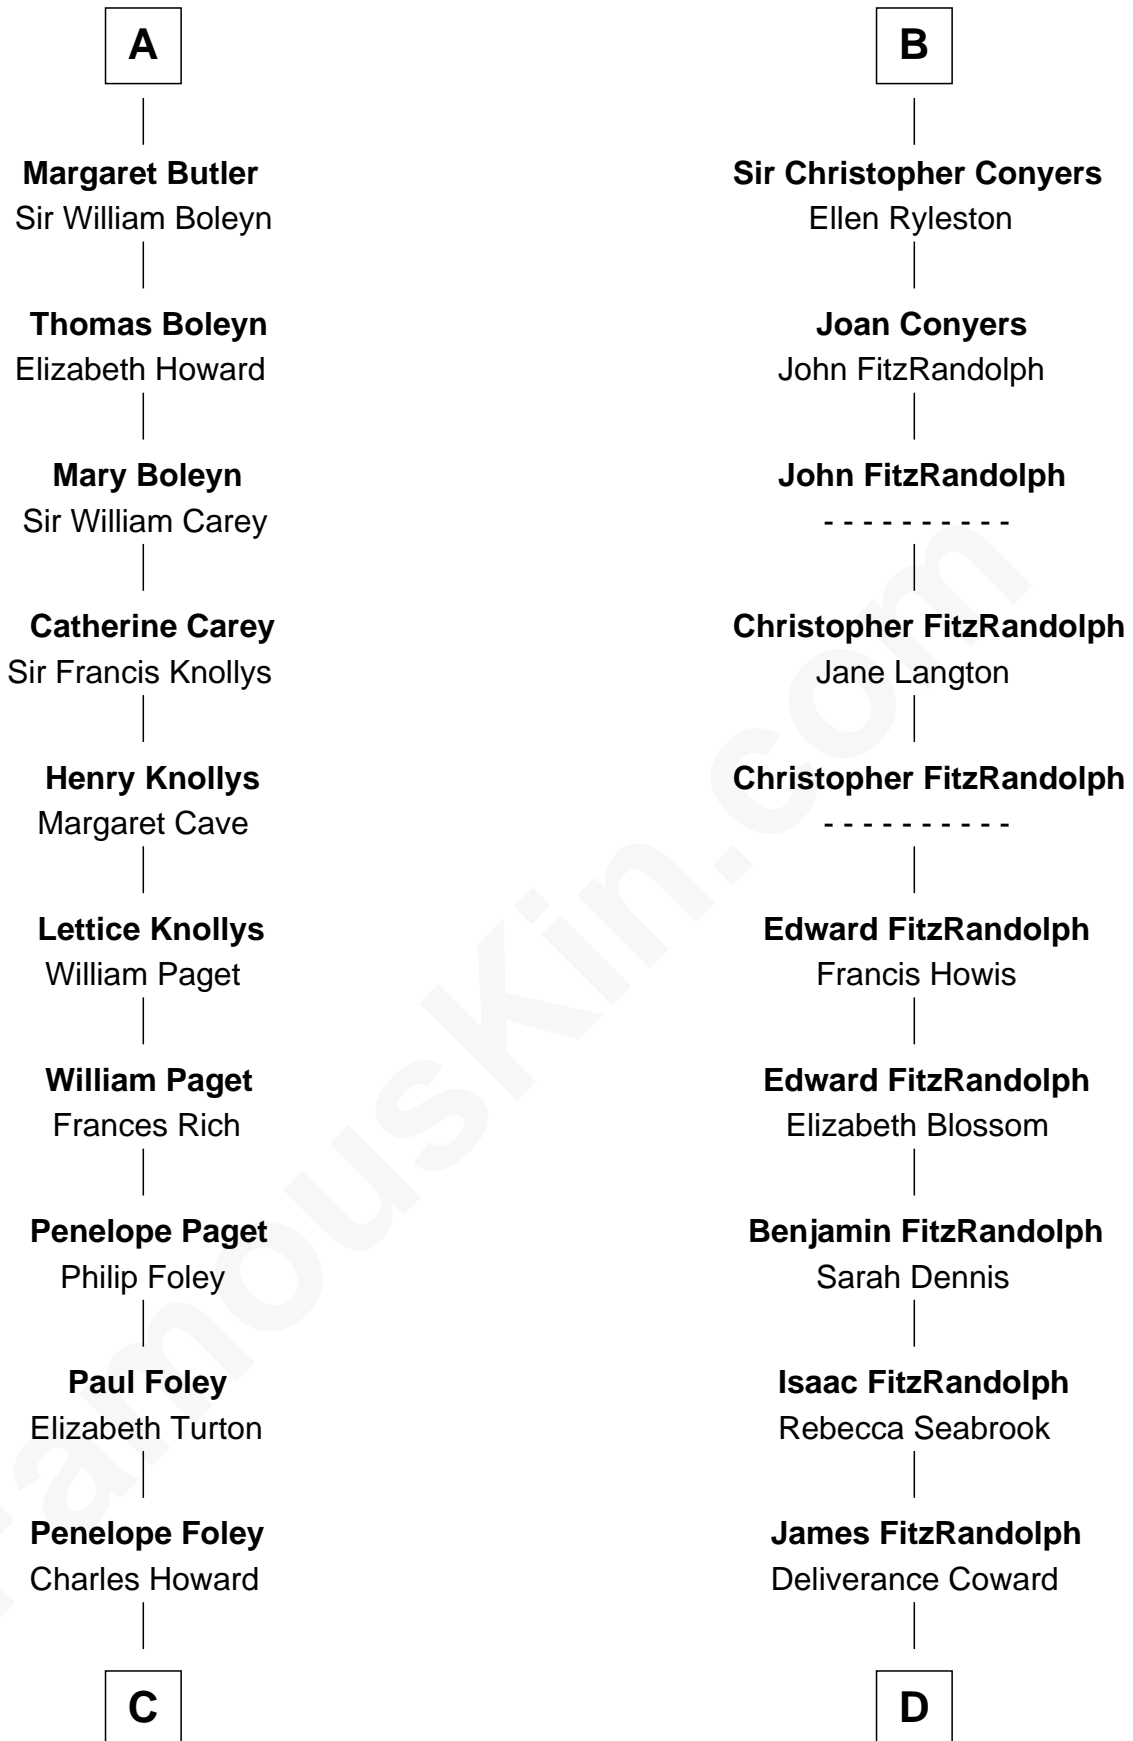 A
Margaret Butler
Sir William Boleyn
Thomas Boleyn
Elizabeth Howard
Mary Boleyn
Sir William Carey
Catherine Carey
Sir Francis Knollys
Henry Knollys
Margaret Cave
Lettice Knollys
William Paget
William Paget
Frances Rich
Penelope Paget
Philip Foley
Paul Foley
Elizabeth Turton
Penelope Foley
Charles Howard
C
B
Sir Christopher Conyers
Ellen Ryleston
Joan Conyers
John FitzRandolph
John FitzRandolph
- - - - - - - - - -
Christopher FitzRandolph
Jane Langton
Christopher FitzRandolph
- - - - - - - - - -
Edward FitzRandolph
Francis Howis
Edward FitzRandolph
Elizabeth Blossom
Benjamin FitzRandolph
Sarah Dennis
Isaac FitzRandolph
Rebecca Seabrook
James FitzRandolph
Deliverance Coward
D
FamousKin.com